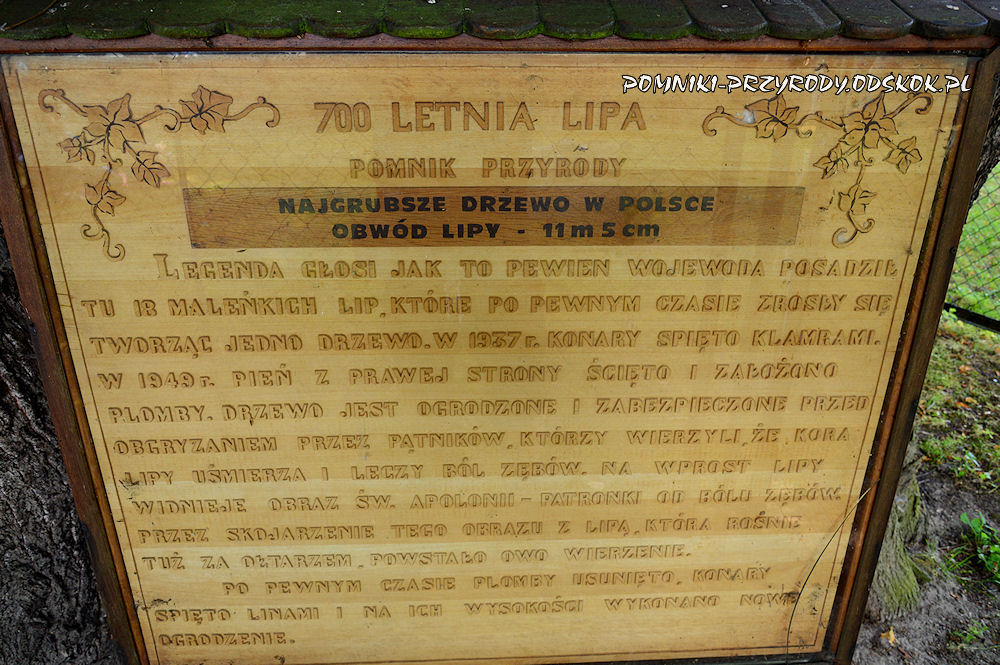 POMNIKI-PRZYRODY.ODSKOK.PL
700 LETNIA LIPA
POMNIK PRZYRODY
NAJGRUBSZE DRZEWO W POLSCE
OBWÓD LIPY - 11m 5cm
LEGENDA GŁOSI JAK TO PEWIEN WOJEWODA POSADZIŁ
TU 18 MALEŃKICH LIP, KTÓRE PO PEWNYM CZASIE ZROSŁY SIĘ
TWORZĄC JEDNO DRZEWO. W 1937r. KONARY SPIĘTO KLAMRAMI.
W 1949r. PIEŃ Z PRAWEJ STRONY ŚCIĘTO I ZAŁOŻONO
PLOMBY. DRZEWO JEST OGRODZONE I ZABEZPIECZONE PRZED
OBGRYZANIEM PRZEZ PĄTNIKÓW, KTÓRZY WIERZYLI, ŻE KORA
LIPY UŚMIERZA I LECZY BÓL ZĘBÓW. NA WPROST LIPY
WIDNIEJE OBRAZ ŚW. APOLONII - PATRONKI OD BÓLU ZĘBÓW.
PRZEZ SKOJARZENIE TEGO OBRAZU Z LIPĄ, KTÓRA ROŚNIE
TUŻ ZA OŁTARZEM, POWSTAŁO OWO WIERZENIE.
PO PEWNYM CZASIE PLOMBY USUNIĘTO, KONARY
SPIĘTO LINAMI I NA ICH WYSOKOŚCI WYKONANO NOWE
OGRODZENIE.